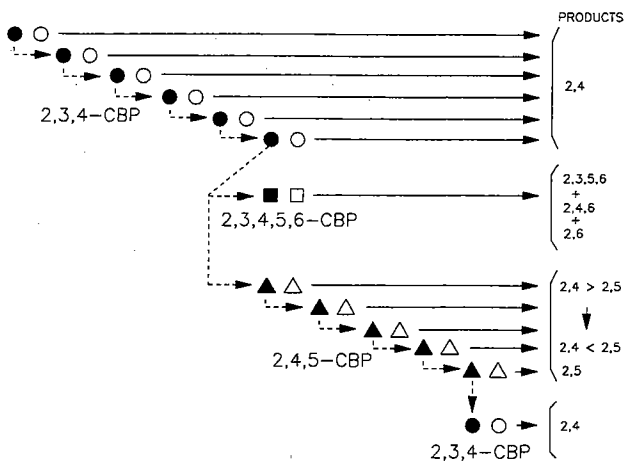 PRODUCTS
2,4
2,3,4-CBP
2,3,5,6
+
2,4,6
+
2,6
2,3,4,5,6-CBP
2,4 > 2,5
2,4,5-CBP
2,4 < 2,5
2,5
2,4
2,3,4-CBP